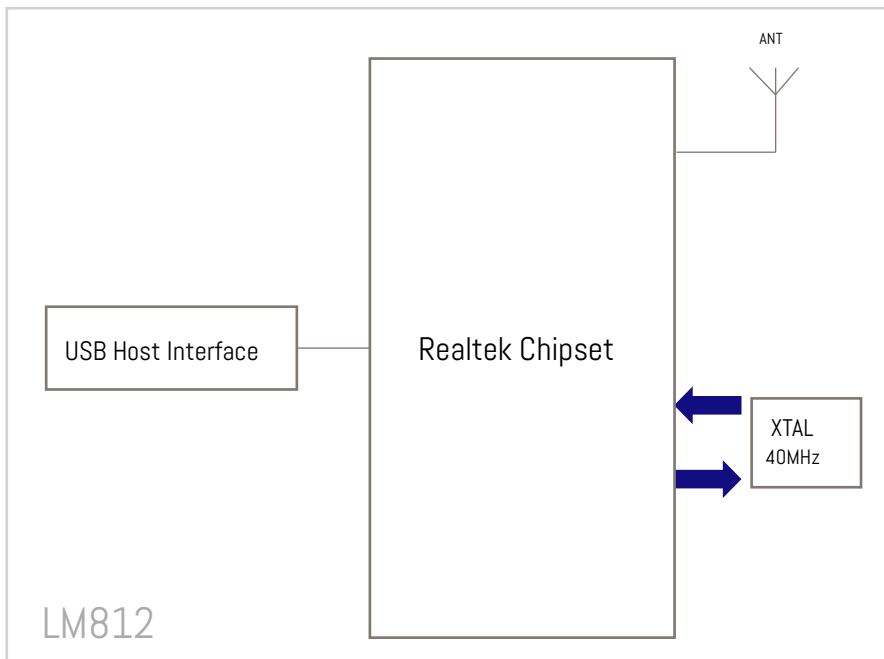 ANT
USB Host Interface
Realtek Chipset
XTAL
40MHz
LM812